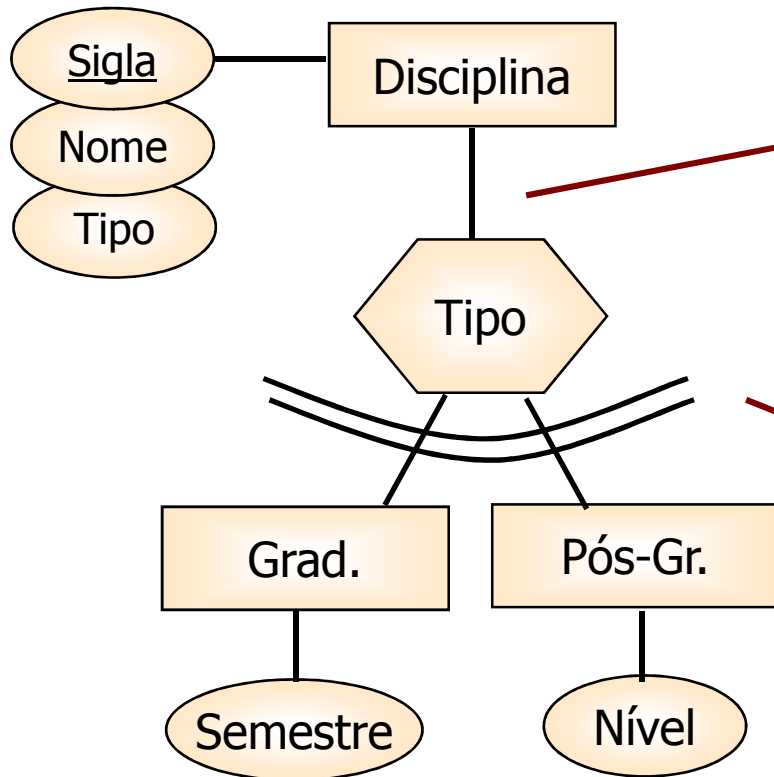 Sigla
Disciplina
Nome
Tipo
Tipo
Grad.
Pós-Gr.
Semestre
Nível